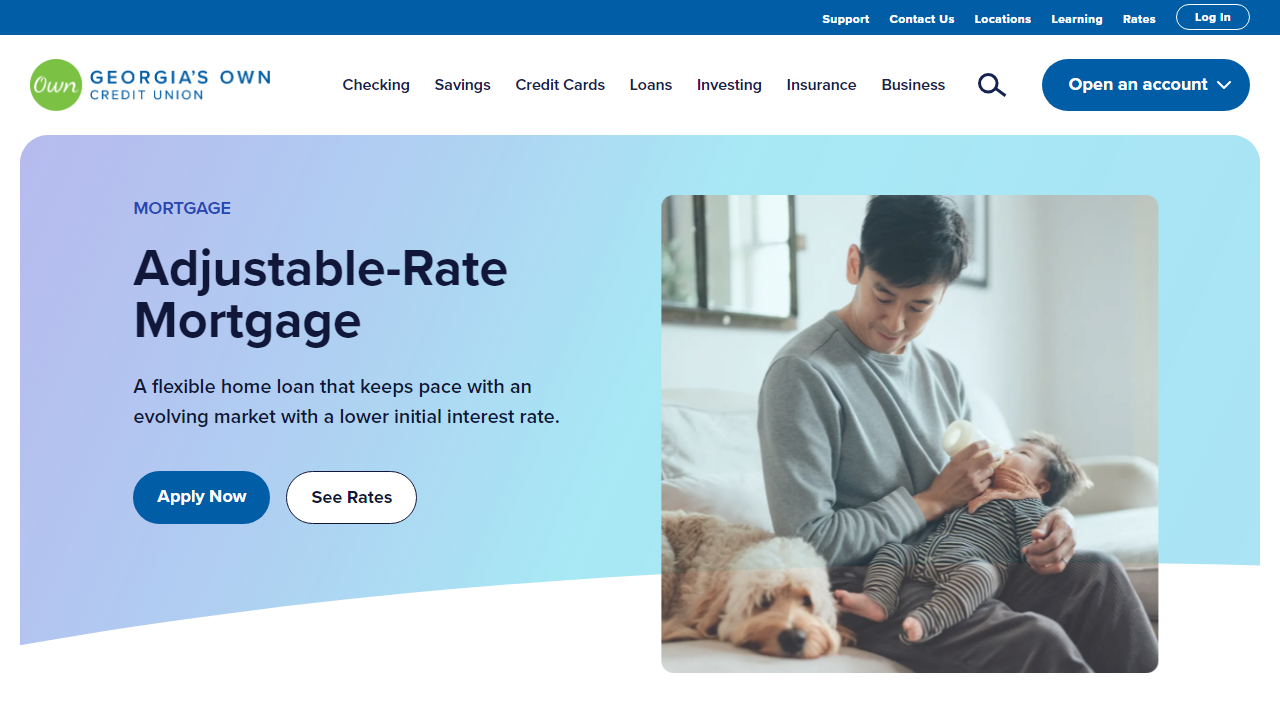 Support Contact Us Locations Learning Rates Log In
Own GEORGIA'S OWN
CREDIT UNION
Checking Savings Credit Cards Loans Investing Insurance Business Open an account
MORTGAGE
Adjustable-Rate
Mortgage
A flexible home loan that keeps pace with an
evolving market with a lower initial interest rate.
Apply Now See Rates